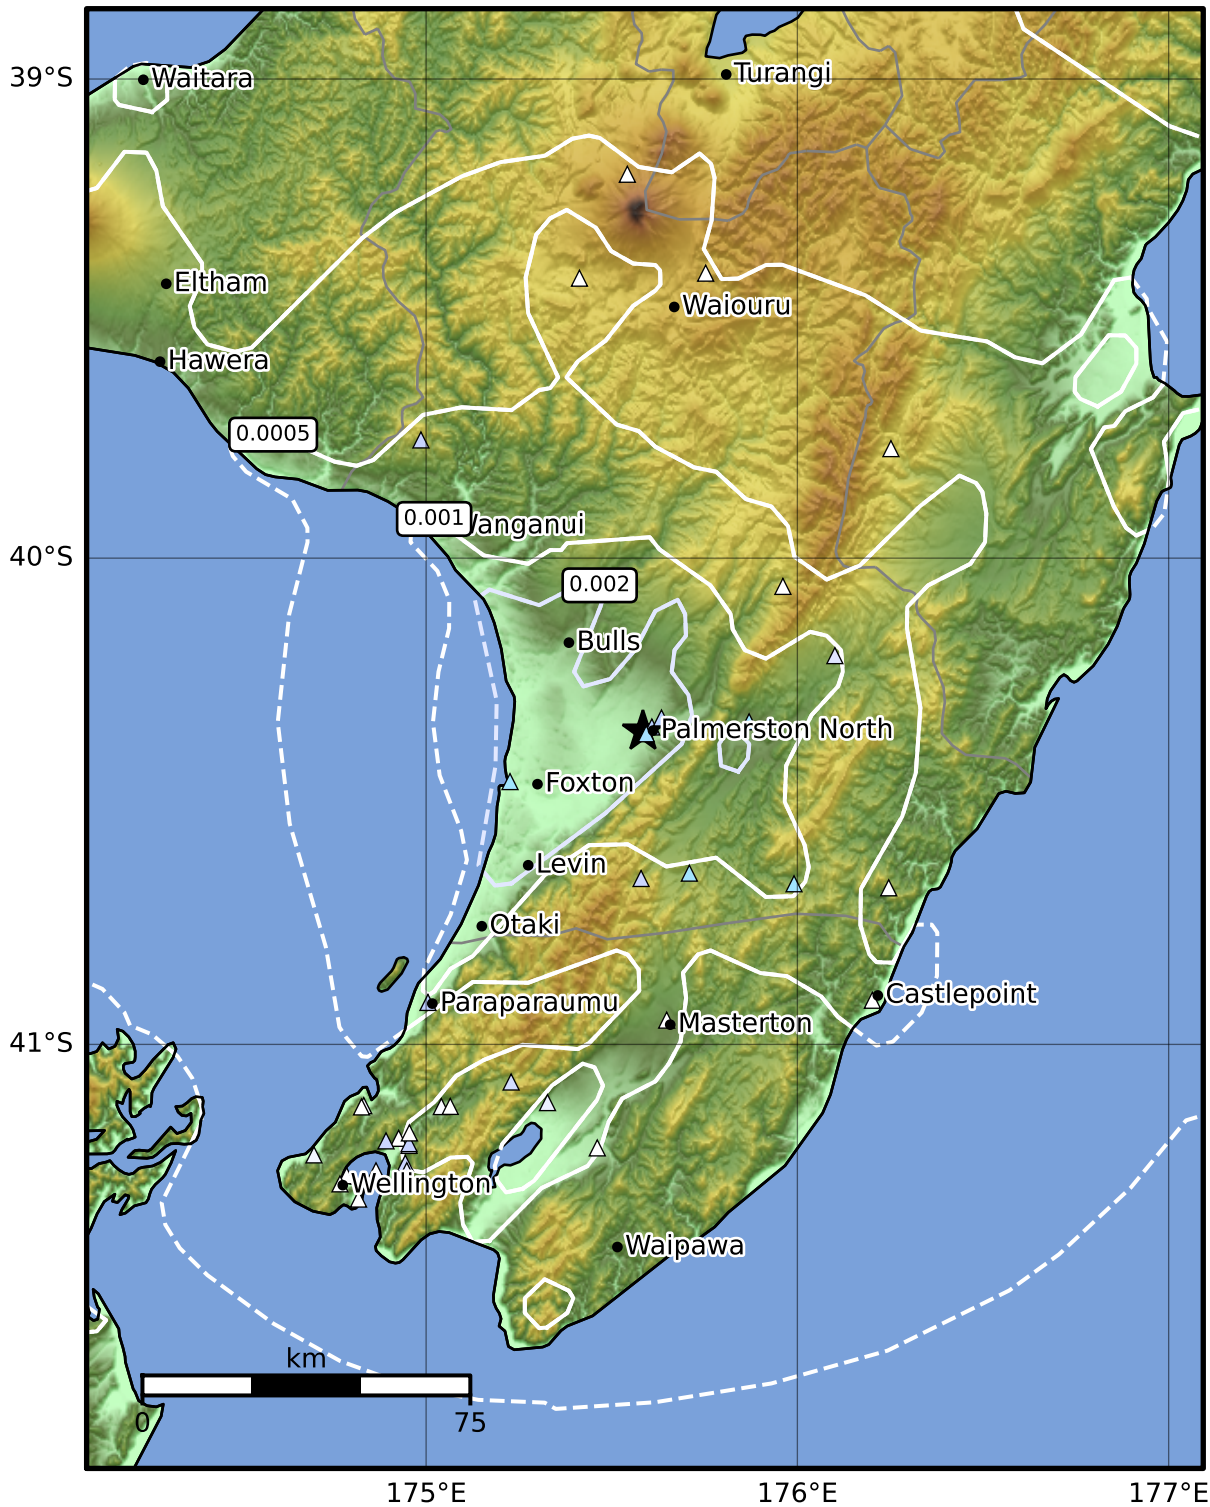 39°S
Waitara
Turangi
Eltham
Waiouru
Hawera
0.0005
0.001
Wanganui
40°S
0.002
Bulls
Palmerston North
Foxton
Levin
Otaki
Paraparaumu
Castlepoint
Masterton
41°S
Wellington
Waipawa
km
0
75
175°E
176°E
177°E